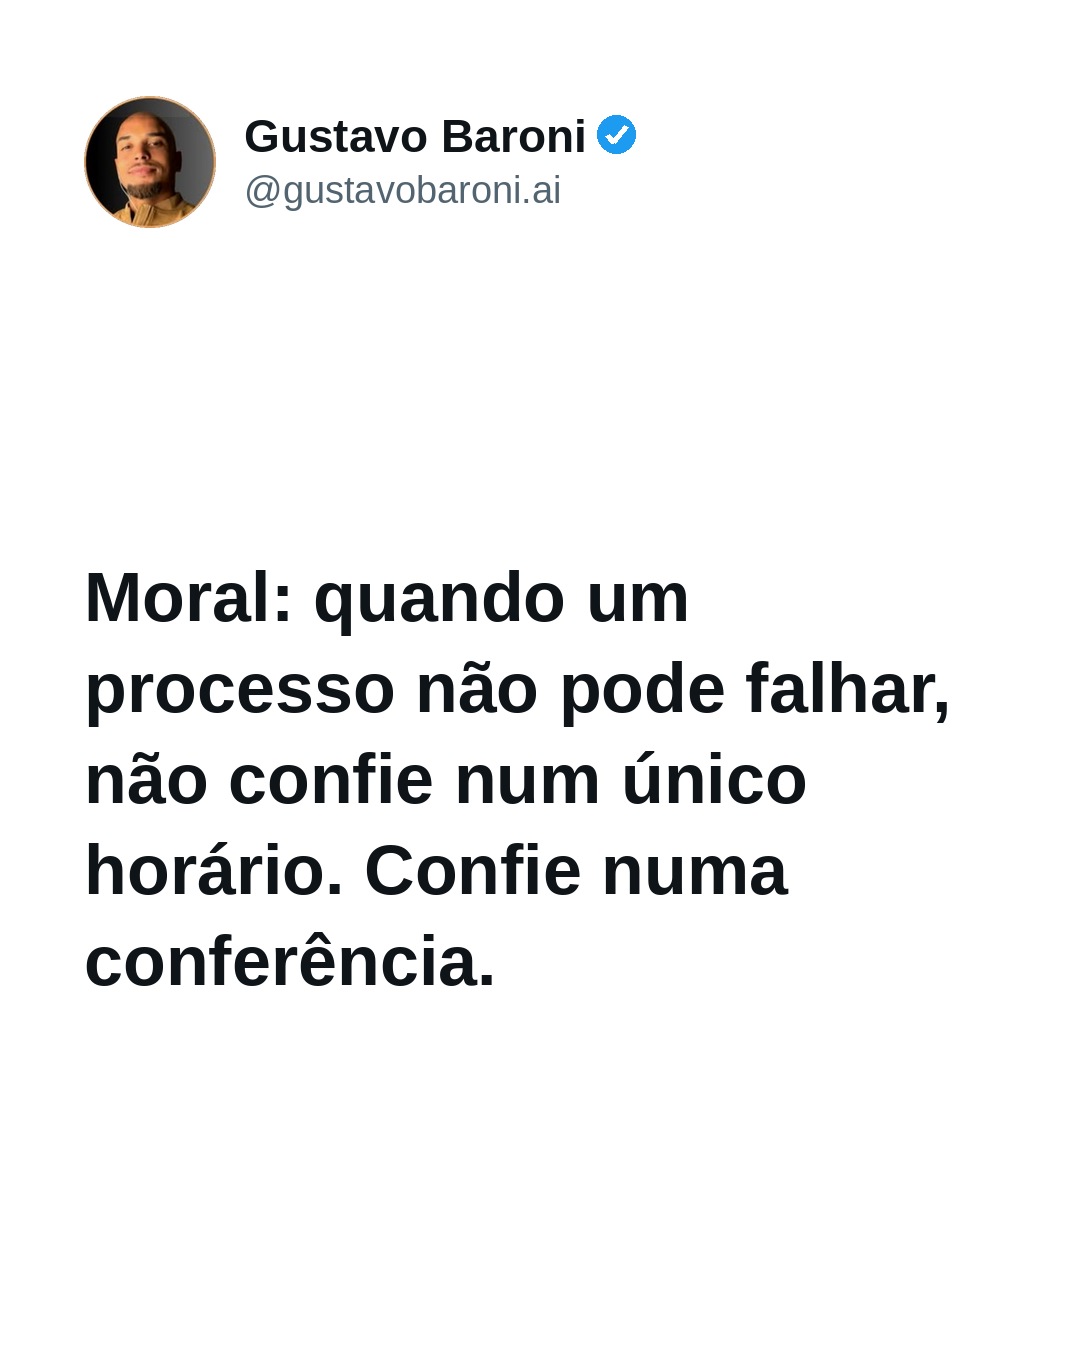 Gustavo Baroni
@gustavobaroni.ai
Moral: quando um
processo não pode falhar,
não confie num único
horário. Confie numa
conferência.